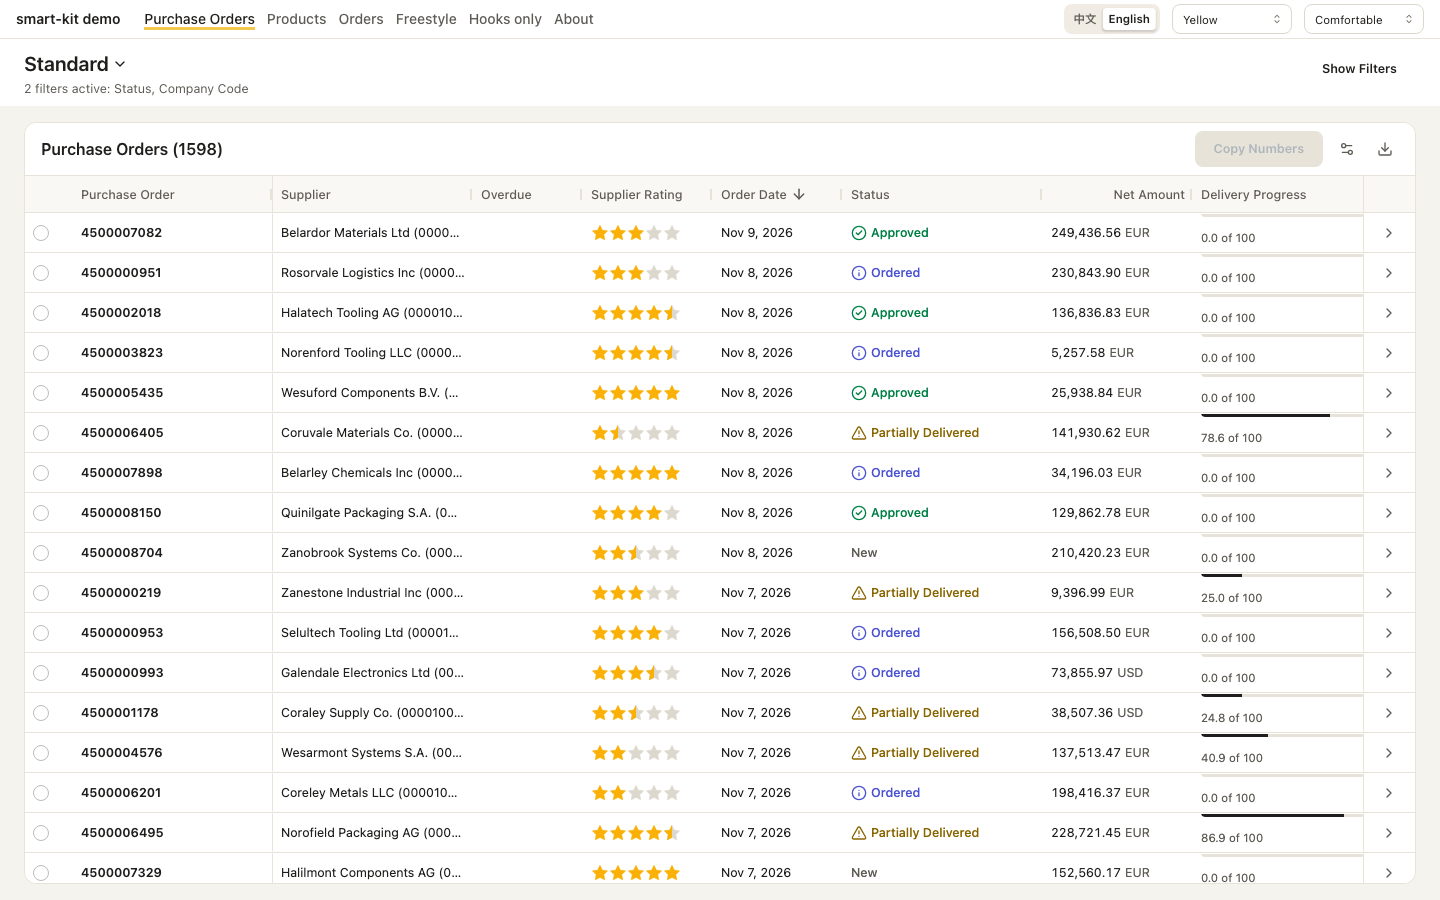 smart-kit demo Purchase Orders Products Orders Freestyle Hooks only About 中文 English Yellow Comfortable
Standard
2 filters active: Status, Company Code
Show Filters
Purchase Orders (1598)
Copy Numbers
Purchase Order Supplier Overdue Supplier Rating Order Date Status Net Amount Delivery Progress
4500007082 Belardor Materials Ltd (0000... Nov 9, 2026 Approved 249,436.56 EUR 0.0 of 100
4500000951 Rosorvale Logistics Inc (0000... Nov 8, 2026 Ordered 230,843.90 EUR 0.0 of 100
4500002018 Halatech Tooling AG (000010... Nov 8, 2026 Approved 136,836.83 EUR 0.0 of 100
4500003823 Norenford Tooling LLC (0000... Nov 8, 2026 Ordered 5,257.58 EUR 0.0 of 100
4500005435 Wesuford Components B.V. (... Nov 8, 2026 Approved 25,938.84 EUR 0.0 of 100
4500006405 Coruvale Materials Co. (0000... Nov 8, 2026 Partially Delivered 141,930.62 EUR 78.6 of 100
4500007898 Belarley Chemicals Inc (0000... Nov 8, 2026 Ordered 34,196.03 EUR 0.0 of 100
4500008150 Quinilgate Packaging S.A. (0... Nov 8, 2026 Approved 129,862.78 EUR 0.0 of 100
4500008704 Zanobrook Systems Co. (000... Nov 8, 2026 New 210,420.23 EUR 0.0 of 100
4500000219 Zanestone Industrial Inc (000... Nov 7, 2026 Partially Delivered 9,396.99 EUR 25.0 of 100
4500000953 Selultech Tooling Ltd (00001... Nov 7, 2026 Ordered 156,508.50 EUR 0.0 of 100
4500000993 Galendale Electronics Ltd (00... Nov 7, 2026 Ordered 73,855.97 USD 0.0 of 100
4500001178 Coraley Supply Co. (0000100... Nov 7, 2026 Partially Delivered 38,507.36 USD 24.8 of 100
4500004576 Wesarmont Systems S.A. (00... Nov 7, 2026 Partially Delivered 137,513.47 EUR 40.9 of 100
4500006201 Coreley Metals LLC (000010... Nov 7, 2026 Ordered 198,416.37 EUR 0.0 of 100
4500006495 Norofield Packaging AG (000... Nov 7, 2026 Partially Delivered 228,721.45 EUR 86.9 of 100
4500007329 Halilmont Components AG (0... Nov 7, 2026 New 152,560.17 EUR 0.0 of 100